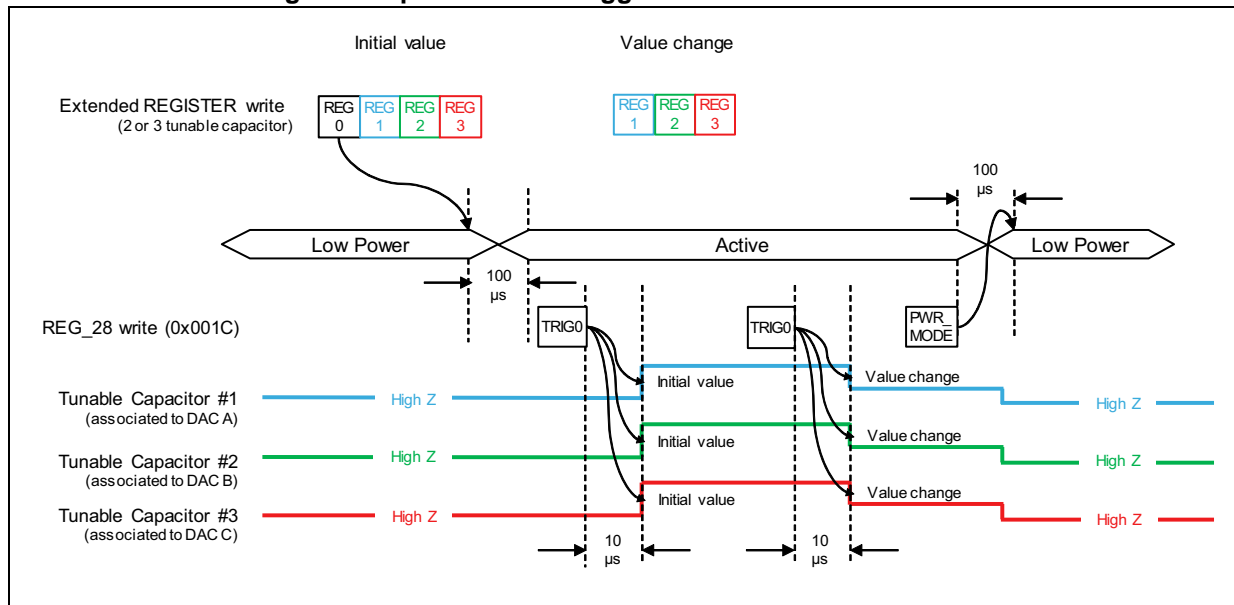 Initial value
Value change
Extended REGISTER write
(2 or 3 tunable capacitor)
REG 0
REG 1
REG 2
REG 3
REG 1
REG 2
REG 3
100 µs
Low Power
Active
Low Power
100 µs
REG_28 write (0x001C)
TRIG0
TRIG0
PWR_
MODE
Tunable Capacitor #1
(associated to DAC A)
High Z
Initial value
Value change
High Z
Tunable Capacitor #2
(associated to DAC B)
High Z
Initial value
Value change
High Z
Tunable Capacitor #3
(associated to DAC C)
High Z
Initial value
Value change
High Z
10 µs
10 µs